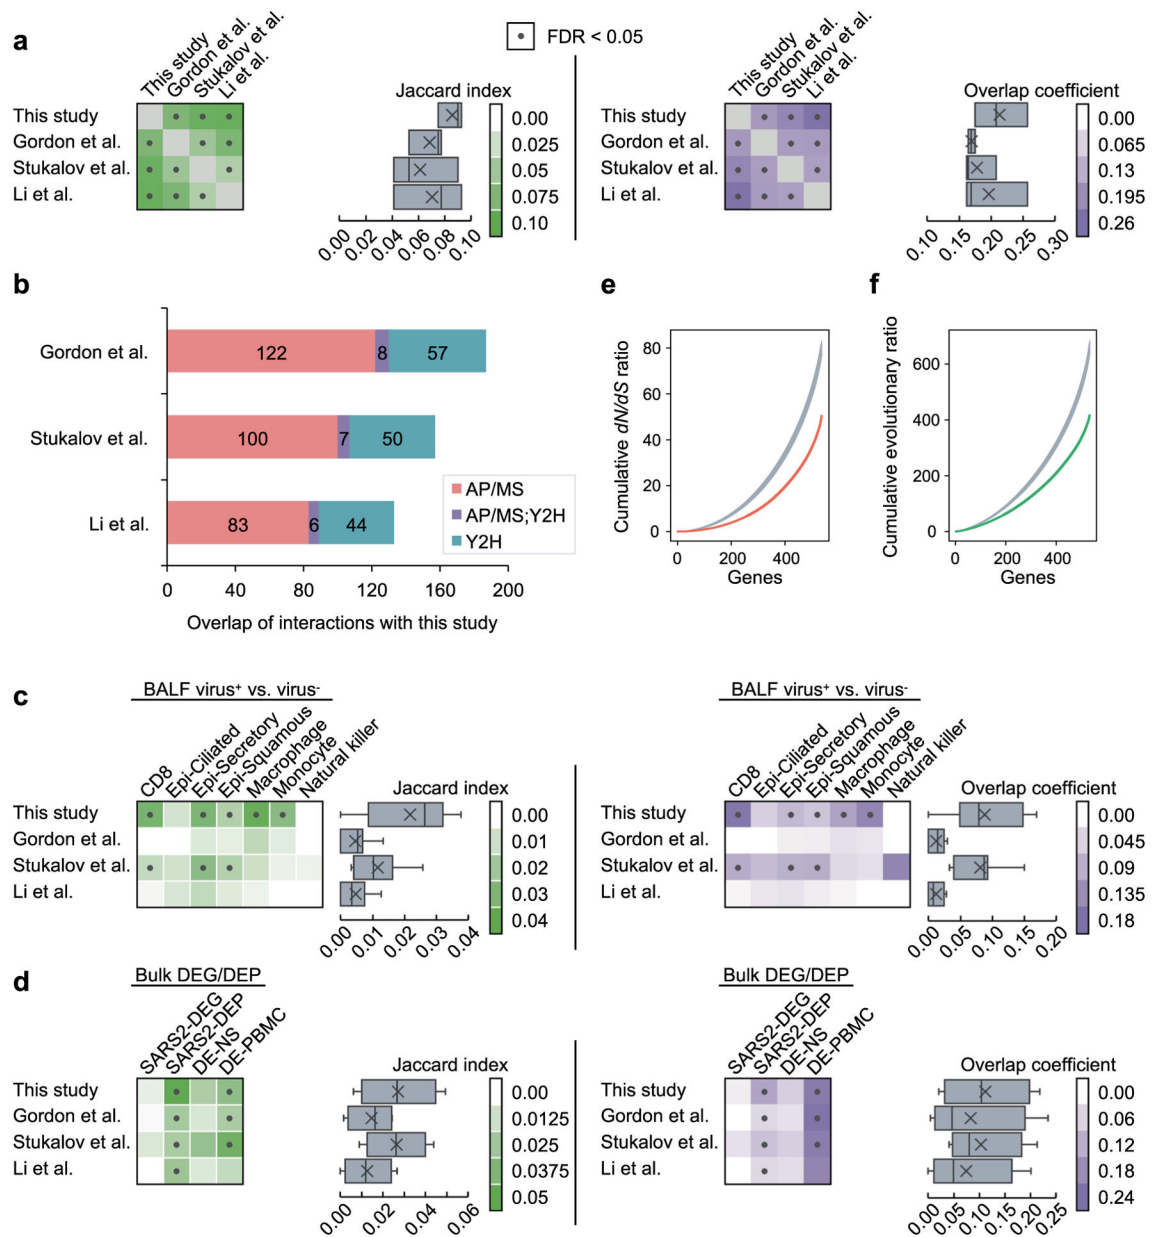 a
FDR < 0.05
This study
Gordon et al.
Stukalov et al.
Li et al.
This study
Gordon et al.
Stukalov et al.
Li et al.
Jaccard index
0.00
0.025
0.05
0.075
0.10
0.00 0.02 0.04 0.06 0.08 0.10
This study
Gordon et al.
Stukalov et al.
Li et al.
This study
Gordon et al.
Stukalov et al.
Li et al.
Overlap coefficient
0.00
0.065
0.13
0.195
0.26
0.10 0.15 0.20 0.25 0.30
b
Gordon et al.
122 8 57
Stukalov et al.
100 7 50
Li et al.
83 6 44
AP/MS
AP/MS;Y2H
Y2H
0 40 80 120 160 200
Overlap of interactions with this study
e
Cumulative dN/dS ratio
80
60
40
20
0
0 200 400
Genes
f
Cumulative evolutionary ratio
600
400
200
0
0 200 400
Genes
c
BALF virus+ vs. virus-
CD8
Epi-Ciliated
Epi-Secretory
Epi-Squamous
Macrophage
Monocyte
Natural killer
This study
Gordon et al.
Stukalov et al.
Li et al.
Jaccard index
0.00
0.01
0.02
0.03
0.04
0.00 0.01 0.02 0.03 0.04
BALF virus+ vs. virus-
CD8
Epi-Ciliated
Epi-Secretory
Epi-Squamous
Macrophage
Monocyte
Natural killer
This study
Gordon et al.
Stukalov et al.
Li et al.
Overlap coefficient
0.00
0.045
0.09
0.135
0.18
0.00 0.05 0.10 0.15 0.20
d
Bulk DEG/DEP
SARS2-DEG
SARS2-DEP
DE-NS
DE-PBMC
This study
Gordon et al.
Stukalov et al.
Li et al.
Jaccard index
0.00
0.0125
0.025
0.0375
0.05
0.00 0.02 0.04 0.06
Bulk DEG/DEP
SARS2-DEG
SARS2-DEP
DE-NS
DE-PBMC
This study
Gordon et al.
Stukalov et al.
Li et al.
Overlap coefficient
0.00
0.06
0.12
0.18
0.24
0.00 0.05 0.10 0.15 0.20 0.25